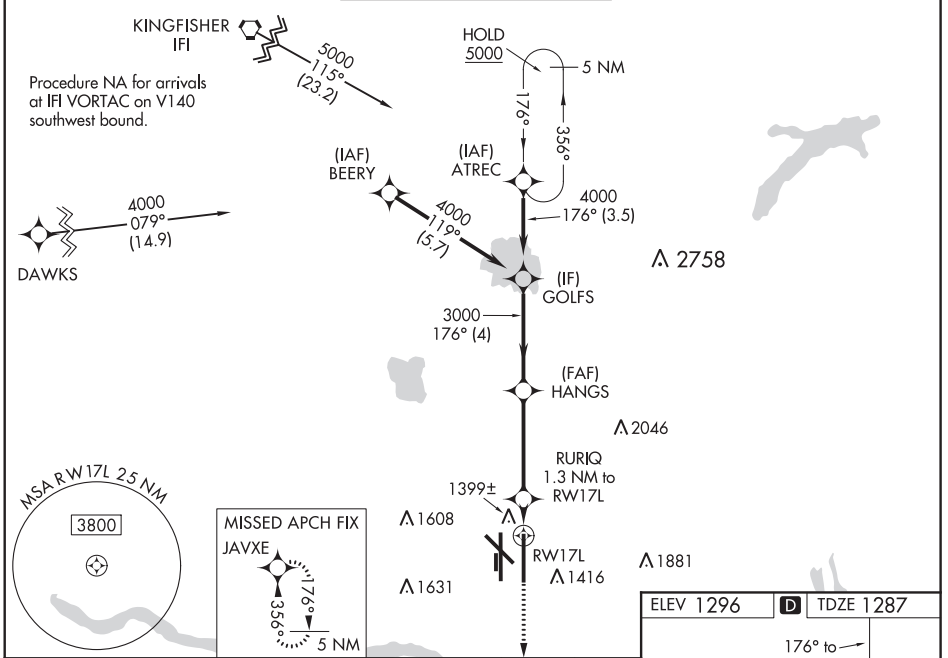 KINGFISHER
IFI
5000
115°
(23.2)
HOLD
5000
5 NM
176°
356°
Procedure NA for arrivals
at IFI VORTAC on V140
southwest bound.
(IAF)
BEERY
(IAF)
ATREC
4000
176° (3.5)
4000
119°
(5.7)
4000
079°
(14.9)
DAWKS
2758
(IF)
GOLFS
3000
176° (4)
(FAF)
HANGS
2046
RURIQ
1.3 NM to
RW17L
1399±
1608
RW17L
1416
1881
1631
MSA RW17L 25 NM
3800
MISSED APCH FIX
JAVXE
176°
356°
5 NM
ELEV 1296
D
TDZE 1287
176° to